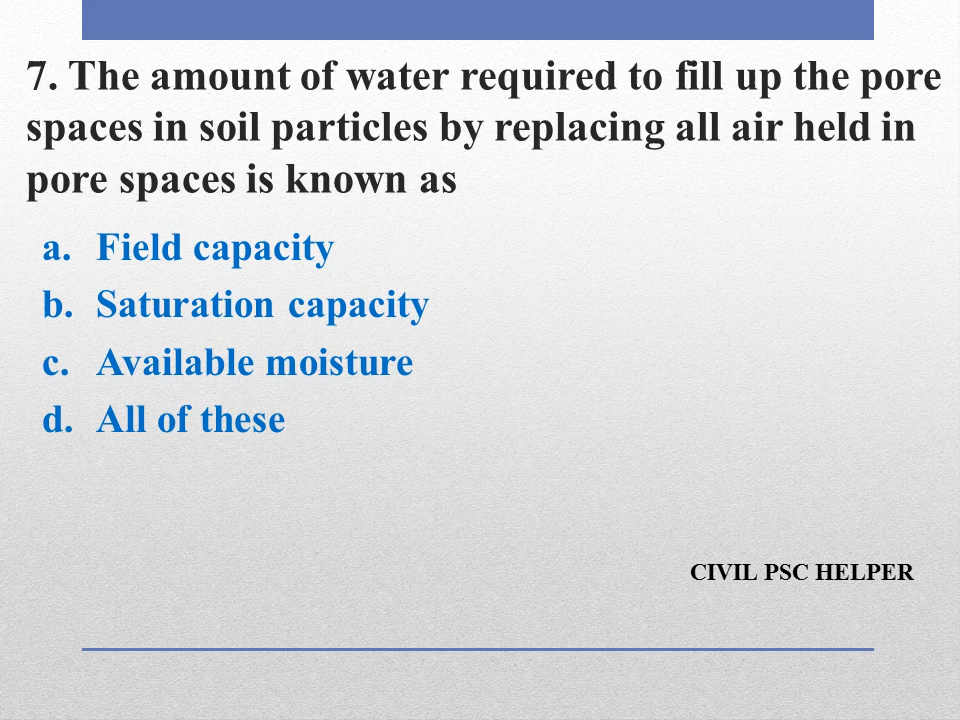 7. The amount of water required to fill up the pore
spaces in soil particles by replacing all air held in
pore spaces is known as
a. Field capacity
b. Saturation capacity
c. Available moisture
d. All of these
CIVIL PSC HELPER